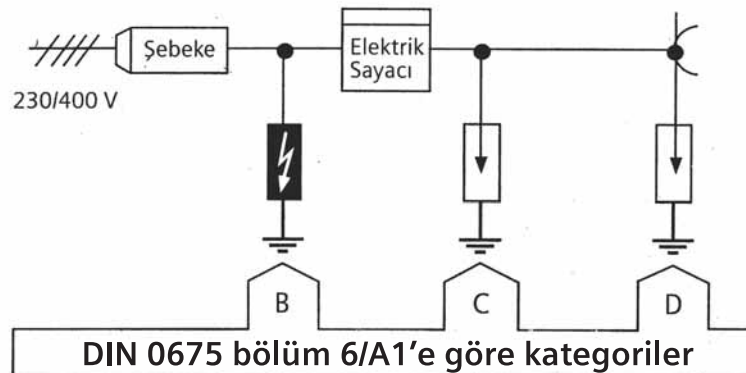 Şebeke
Elektrik
Sayacı
230/400 V
B
C
D
DIN 0675 bölüm 6/A1'e göre kategoriler